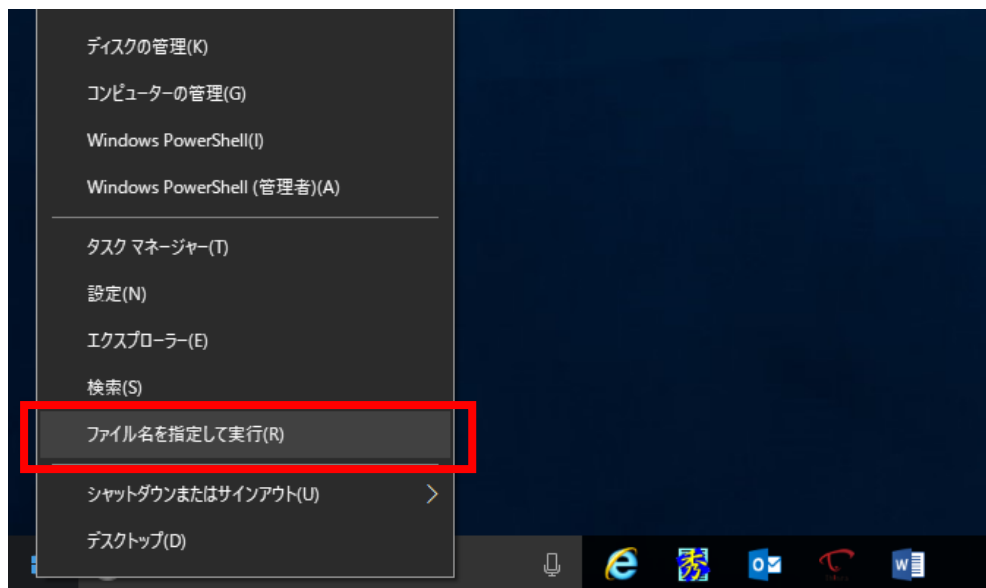 ディスクの管理(K)
コンピューターの管理(G)
Windows PowerShell(I)
Windows PowerShell (管理者)(A)
タスク マネージャー(T)
設定(N)
エクスプローラー(E)
検索(S)
ファイル名を指定して実行(R)
シャットダウンまたはサインアウト(U)
デスクトップ(D)
秀